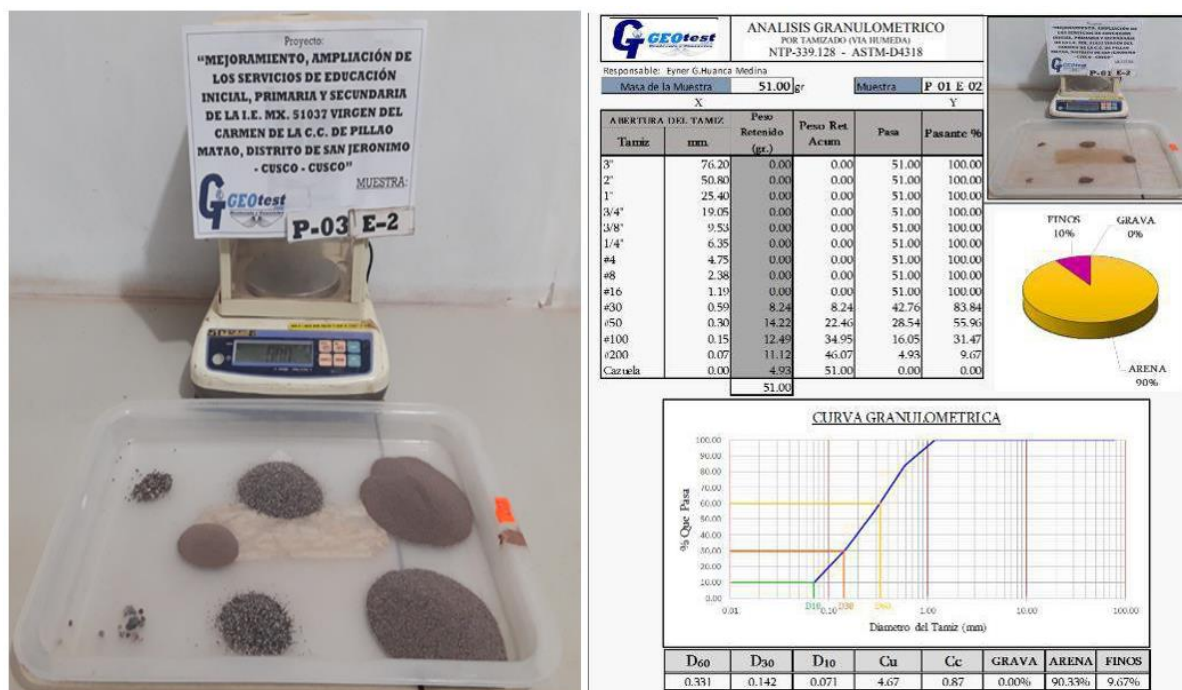 Proyecto:
“MEJORAMIENTO, AMPLIACIÓN DE
LOS SERVICIOS DE EDUCACIÓN
INICIAL, PRIMARIA Y SECUNDARIA
DE LA I.E. MX. 51037 VIRGEN DEL
CARMEN DE LA C.C. DE PILLAO
MATAO, DISTRITO DE SAN JERONIMO
- CUSCO - CUSCO”
MUESTRA:
GEOtest
P-03 E-2
GEOtest
ANALISIS GRANULOMETRICO
POR TAMIZADO (VIA HUMEDA)
NTP-339.128 - ASTM-D4318
Responsable: Eyner G.Huanca Medina
Masa de la Muestra 51.00 gr Muestra P 01 E 02
X Y
ABERTURA DEL TAMIZ Peso Retenido (gr.) Peso Ret. Acum Pasa Pasante %
Tamiz mm.
3" 76.20 0.00 0.00 51.00 100.00
2" 50.80 0.00 0.00 51.00 100.00
1" 25.40 0.00 0.00 51.00 100.00
3/4" 19.05 0.00 0.00 51.00 100.00
3/8" 9.53 0.00 0.00 51.00 100.00
1/4" 6.35 0.00 0.00 51.00 100.00
#4 4.75 0.00 0.00 51.00 100.00
#8 2.38 0.00 0.00 51.00 100.00
#16 1.19 0.00 0.00 51.00 100.00
#30 0.59 8.24 8.24 42.76 83.84
#50 0.30 14.22 22.46 28.54 55.96
#100 0.15 12.49 34.95 16.05 31.47
#200 0.07 11.12 46.07 4.93 9.67
Cazuela 0.00 4.93 51.00 0.00 0.00
51.00
P-01 E-2
FINOS
10%
GRAVA
0%
ARENA
90%
CURVA GRANULOMETRICA
% Que Pasa
100.00
90.00
80.00
70.00
60.00
50.00
40.00
30.00
20.00
10.00
0.00
D10 D30 D60
0.01 0.10 1.00 10.00 100.00
Diametro del Tamiz (mm)
D60 D30 D10 Cu Cc GRAVA ARENA FINOS
0.331 0.142 0.071 4.67 0.87 0.00% 90.33% 9.67%